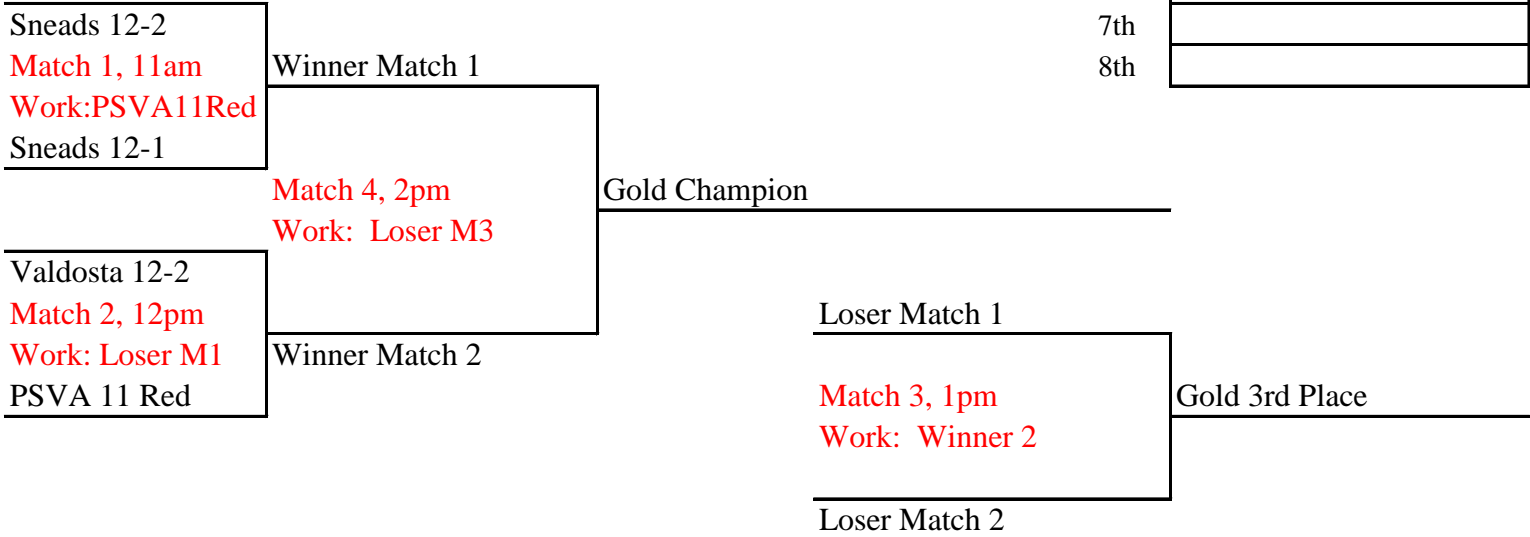 Sneads 12-2
7th
Match 1, 11am
Winner Match 1
8th
Work:PSVA11Red
Sneads 12-1
Match 4, 2pm
Gold Champion
Work:  Loser M3
Valdosta 12-2
Match 2, 12pm
Loser Match 1
Work: Loser M1
Winner Match 2
PSVA 11 Red
Match 3, 1pm
Gold 3rd Place
Work:  Winner 2
Loser Match 2